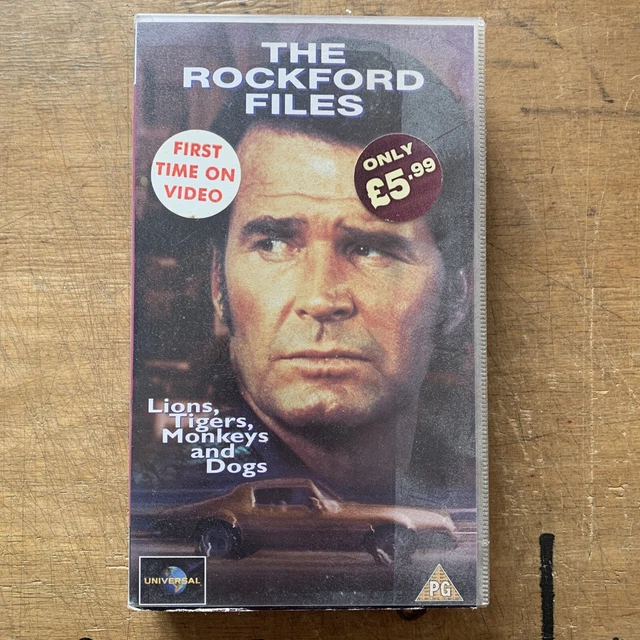 THE
ROCKFORD
FILES
FIRST
TIME ON
VIDEO
ONLY
£5.99
Lions,
Tigers,
Monkeys
and
Dogs
UNIVERSAL
PG